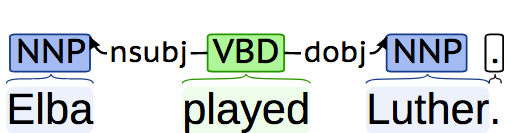 NNP nsubj VBD dobj NNP .
Elba played Luther.